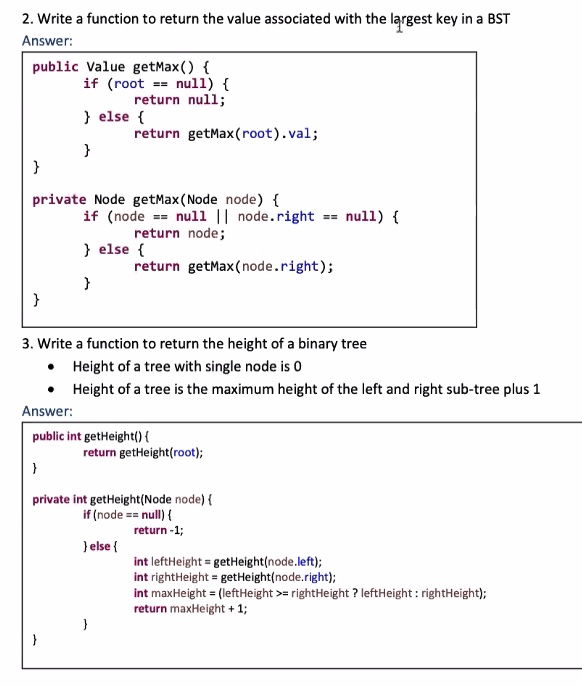 2. Write a function to return the value associated with the largest key in a BST
Answer:
public Value getMax() {
if (root == null) {
return null;
} else {
return getMax(root).val;
}
}
private Node getMax(Node node) {
if (node == null || node.right == null) {
return node;
} else {
return getMax(node.right);
}
}
3. Write a function to return the height of a binary tree
• Height of a tree with single node is 0
• Height of a tree is the maximum height of the left and right sub-tree plus 1
Answer:
public int getHeight() {
return getHeight(root);
}
private int getHeight(Node node) {
if (node == null) {
return -1;
} else {
int leftHeight = getHeight(node.left);
int rightHeight = getHeight(node.right);
int maxHeight = (leftHeight >= rightHeight ? leftHeight : rightHeight);
return maxHeight + 1;
}
}